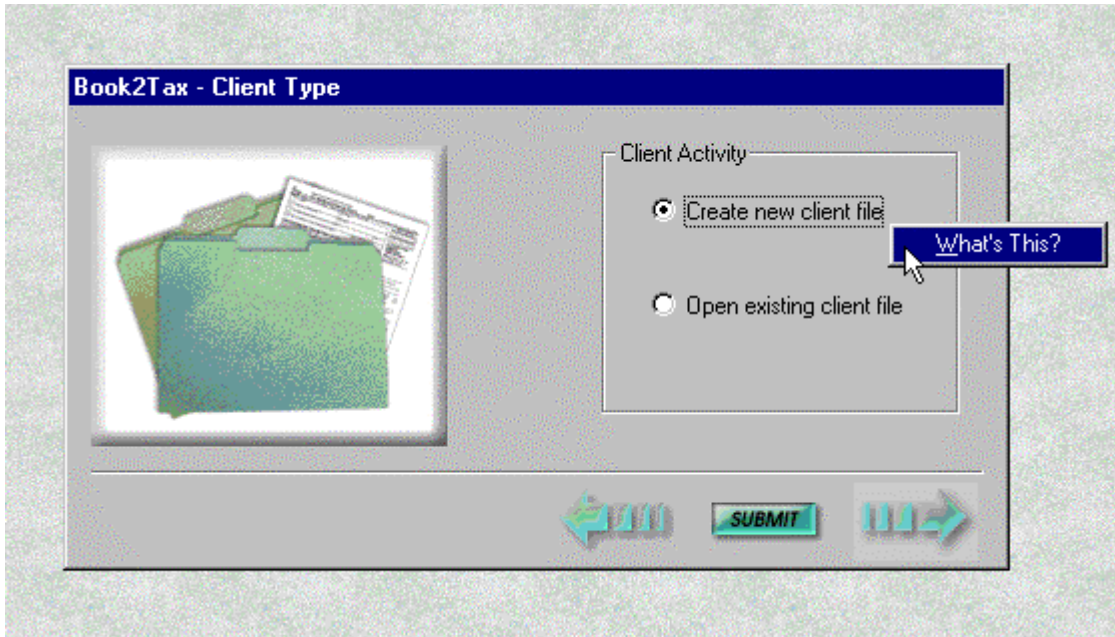 Book2Tax - Client Type
Client Activity
Create new client file
What's This?
Open existing client file
SUBMIT